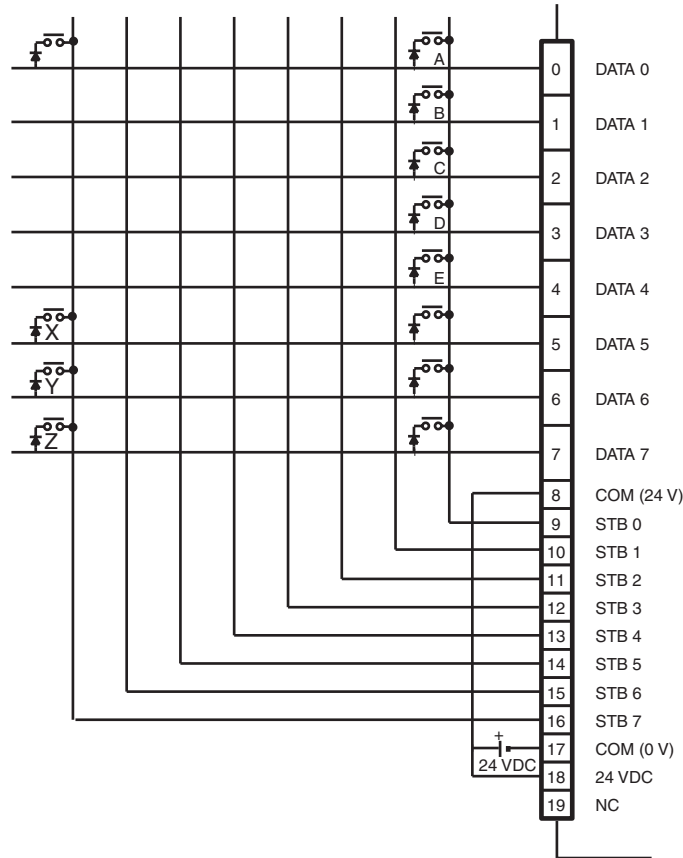 A
0 DATA 0
B
1 DATA 1
C
2 DATA 2
D
3 DATA 3
E
4 DATA 4
X
5 DATA 5
Y
6 DATA 6
Z
7 DATA 7
8 COM (24 V)
9 STB 0
10 STB 1
11 STB 2
12 STB 3
13 STB 4
14 STB 5
15 STB 6
16 STB 7
+
17 COM (0 V)
24 VDC
18 24 VDC
19 NC